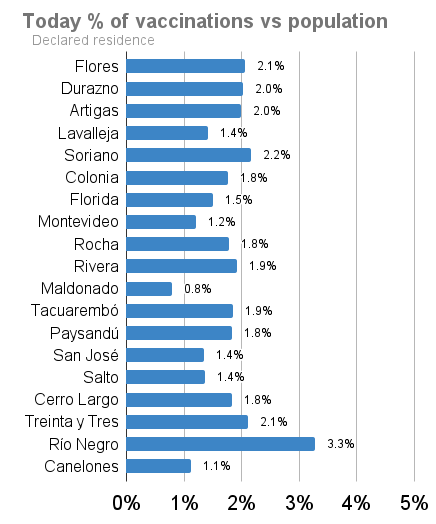 Today % of vaccinations vs population
Declared residence
Flores 2.1%
Durazno 2.0%
Artigas 2.0%
Lavalleja 1.4%
Soriano 2.2%
Colonia 1.8%
Florida 1.5%
Montevideo 1.2%
Rocha 1.8%
Rivera 1.9%
Maldonado 0.8%
Tacuarembó 1.9%
Paysandú 1.8%
San José 1.4%
Salto 1.4%
Cerro Largo 1.8%
Treinta y Tres 2.1%
Río Negro 3.3%
Canelones 1.1%
0% 1% 2% 3% 4% 5%